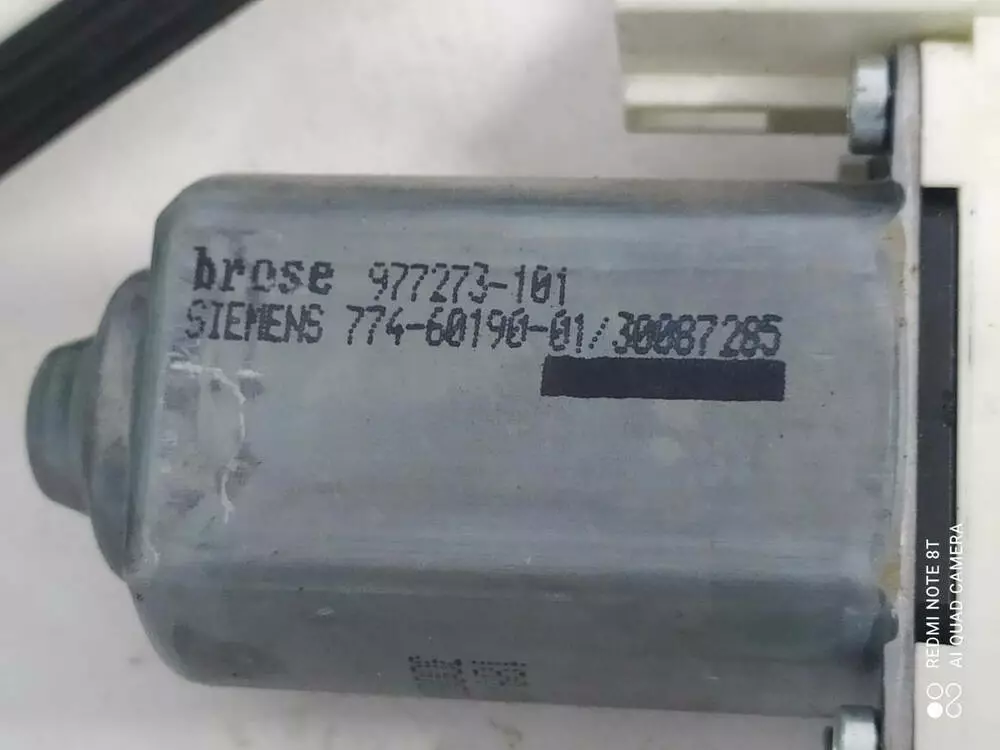 brose 977273-101
SIEMENS 774-60190-01/30087285
REDMI NOTE 8T
AI QUAD CAMERA